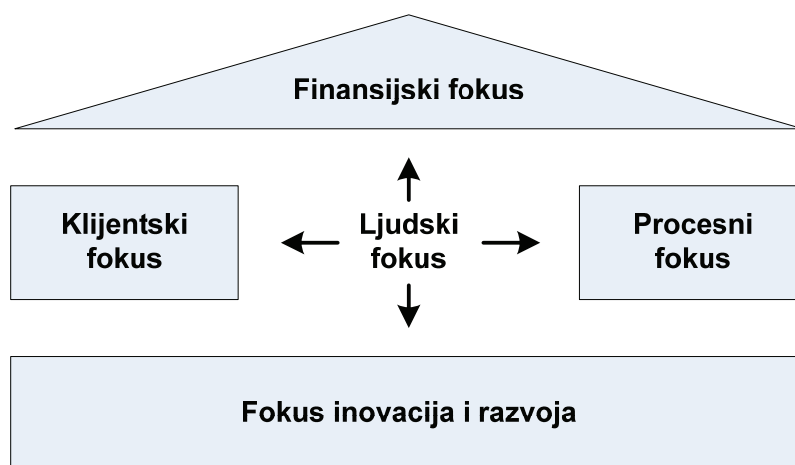 Finansijski fokus
Klijentski
fokus
Ljudski
fokus
Procesni
fokus
Fokus inovacija i razvoja